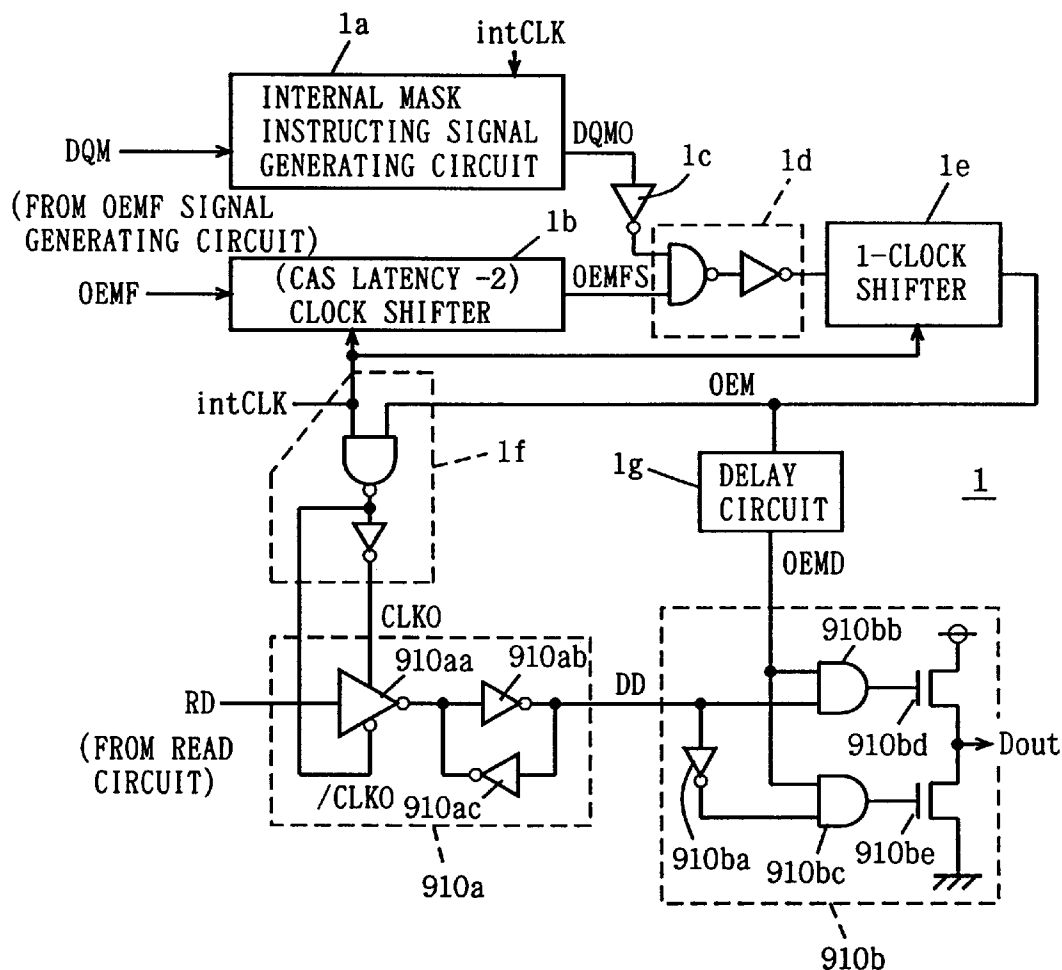 1a
intCLK
INTERNAL MASK
INSTRUCTING SIGNAL
GENERATING CIRCUIT
DQM
DQMO
1c
1d
1e
(FROM OEMF SIGNAL
GENERATING CIRCUIT)
1b
(CAS LATENCY -2)
CLOCK SHIFTER
OEMF
OEMFS
1-CLOCK
SHIFTER
intCLK
OEM
1f
1g
DELAY
CIRCUIT
1
OEMD
CLKO
910aa
910ab
910bb
RD
DD
(FROM READ
CIRCUIT)
910bd
Dout
/CLKO
910ac
910ba
910bc
910be
910a
910b